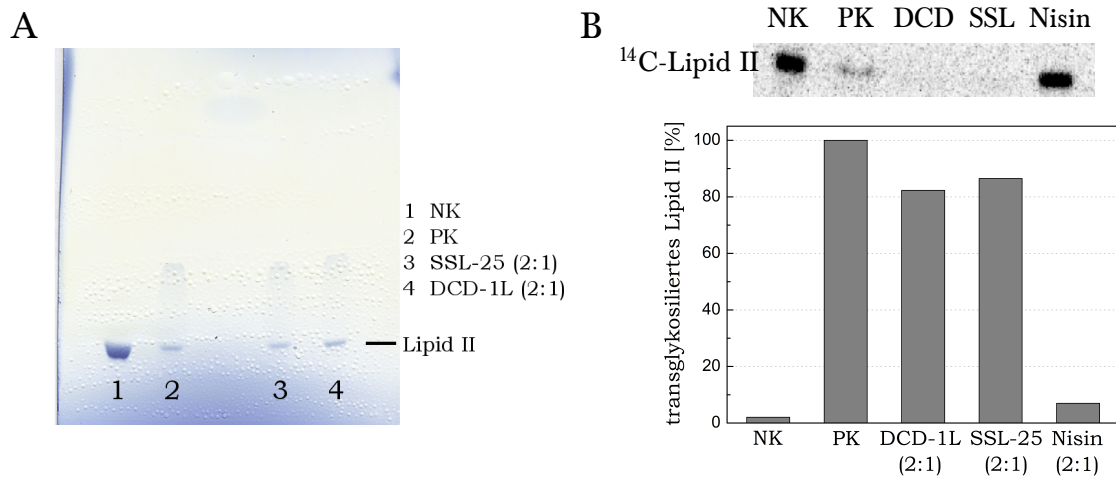 A
1 NK
2 PK
3 SSL-25 (2:1)
4 DCD-1L (2:1)
Lipid II
1 2 3 4
B
NK PK DCD SSL Nisin
¹⁴C-Lipid II
transglykosiliertes Lipid II [%]
100
80
60
40
20
0
NK PK DCD-1L SSL-25 Nisin
(2:1) (2:1) (2:1)